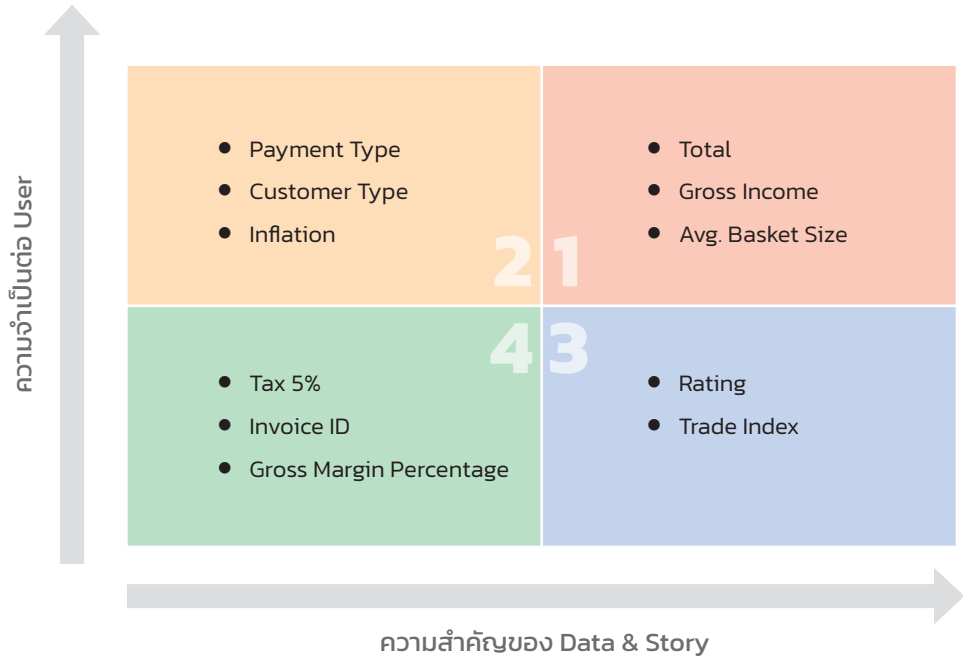 ความจำเป็นต่อ User
Payment Type
Customer Type
Inflation
2
Total
Gross Income
Avg. Basket Size
1
Tax 5%
Invoice ID
Gross Margin Percentage
4
Rating
Trade Index
3
ความสำคัญของ Data & Story